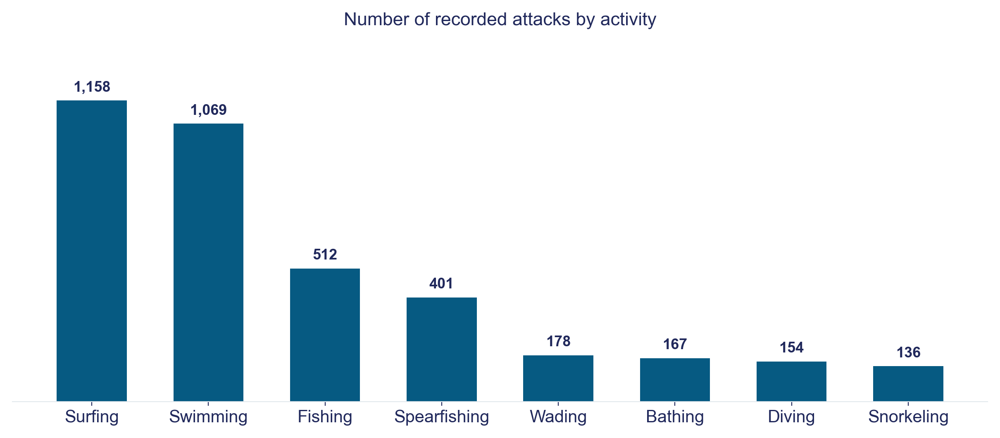 Number of recorded attacks by activity
1,158
1,069
512
401
178
167
154
136
Surfing
Swimming
Fishing
Spearfishing
Wading
Bathing
Diving
Snorkeling